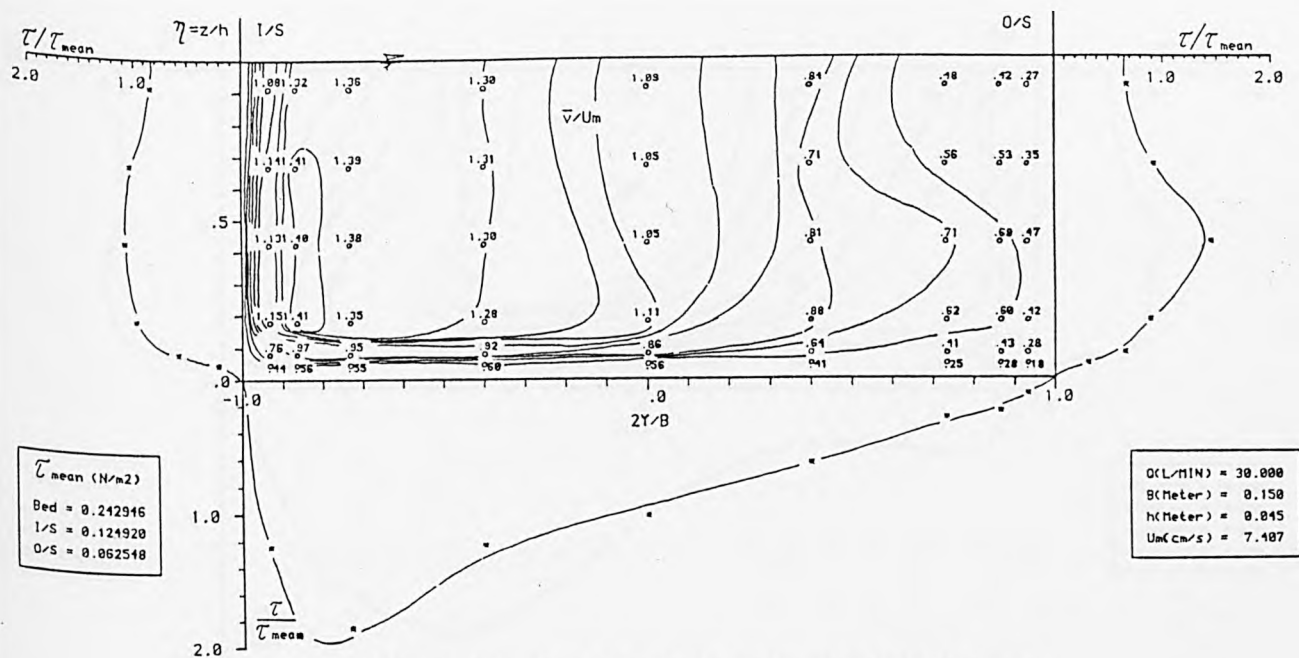 η=z/h I/S O/S
τ/τmean τ/τmean
2.0 1.0 1.0 2.0
1.08 1.32 1.36 1.30 1.09 .84 .48 .42 .27
v̄/Um
1.14 1.41 1.39 1.31 1.05 .71 .56 .53 .35
.5
1.13 1.40 1.38 1.30 1.05 .81 .71 .60 .47
1.15 1.41 1.35 1.28 1.11 .88 .62 .60 .42
.76 .97 .95 .92 .86 .64 .41 .43 .28
.44 .56 .55 .60 .56 .41 .25 .20 .18
.0
-1.0 .0 1.0
2Y/B
τmean (N/m2)
Bed = 0.242946
I/S = 0.124920
O/S = 0.062548
1.0
τ
τmean
2.0
Q(L/MIN) = 30.000
B(Meter) = 0.150
h(Meter) = 0.045
Um(cm/s) = 7.407